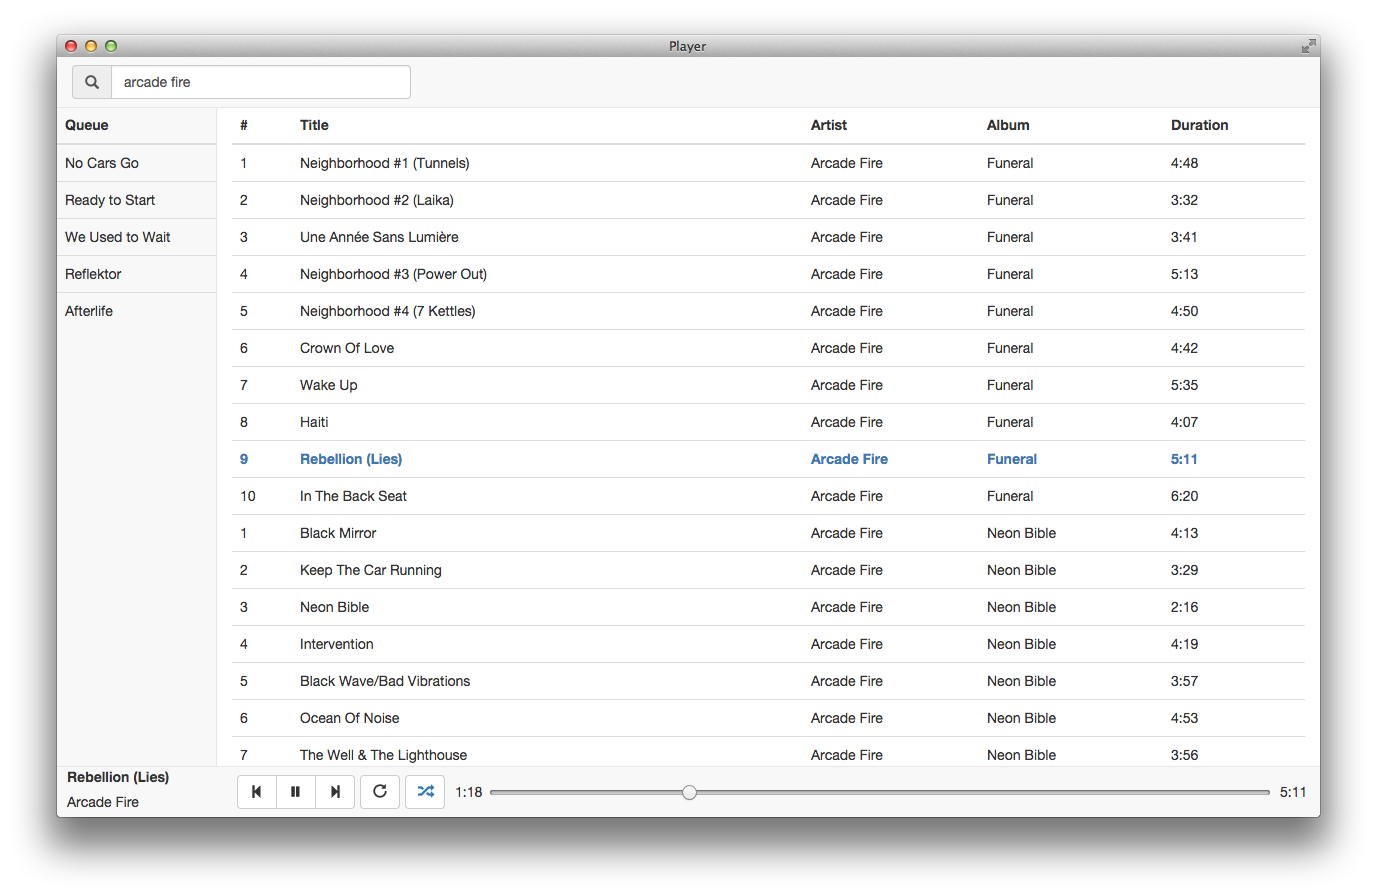 Player
arcade fire
Queue
No Cars Go
Ready to Start
We Used to Wait
Reflektor
Afterlife
# Title Artist Album Duration
1 Neighborhood #1 (Tunnels) Arcade Fire Funeral 4:48
2 Neighborhood #2 (Laika) Arcade Fire Funeral 3:32
3 Une Année Sans Lumière Arcade Fire Funeral 3:41
4 Neighborhood #3 (Power Out) Arcade Fire Funeral 5:13
5 Neighborhood #4 (7 Kettles) Arcade Fire Funeral 4:50
6 Crown Of Love Arcade Fire Funeral 4:42
7 Wake Up Arcade Fire Funeral 5:35
8 Haiti Arcade Fire Funeral 4:07
9 Rebellion (Lies) Arcade Fire Funeral 5:11
10 In The Back Seat Arcade Fire Funeral 6:20
1 Black Mirror Arcade Fire Neon Bible 4:13
2 Keep The Car Running Arcade Fire Neon Bible 3:29
3 Neon Bible Arcade Fire Neon Bible 2:16
4 Intervention Arcade Fire Neon Bible 4:19
5 Black Wave/Bad Vibrations Arcade Fire Neon Bible 3:57
6 Ocean Of Noise Arcade Fire Neon Bible 4:53
7 The Well & The Lighthouse Arcade Fire Neon Bible 3:56
Rebellion (Lies)
Arcade Fire
1:18 5:11